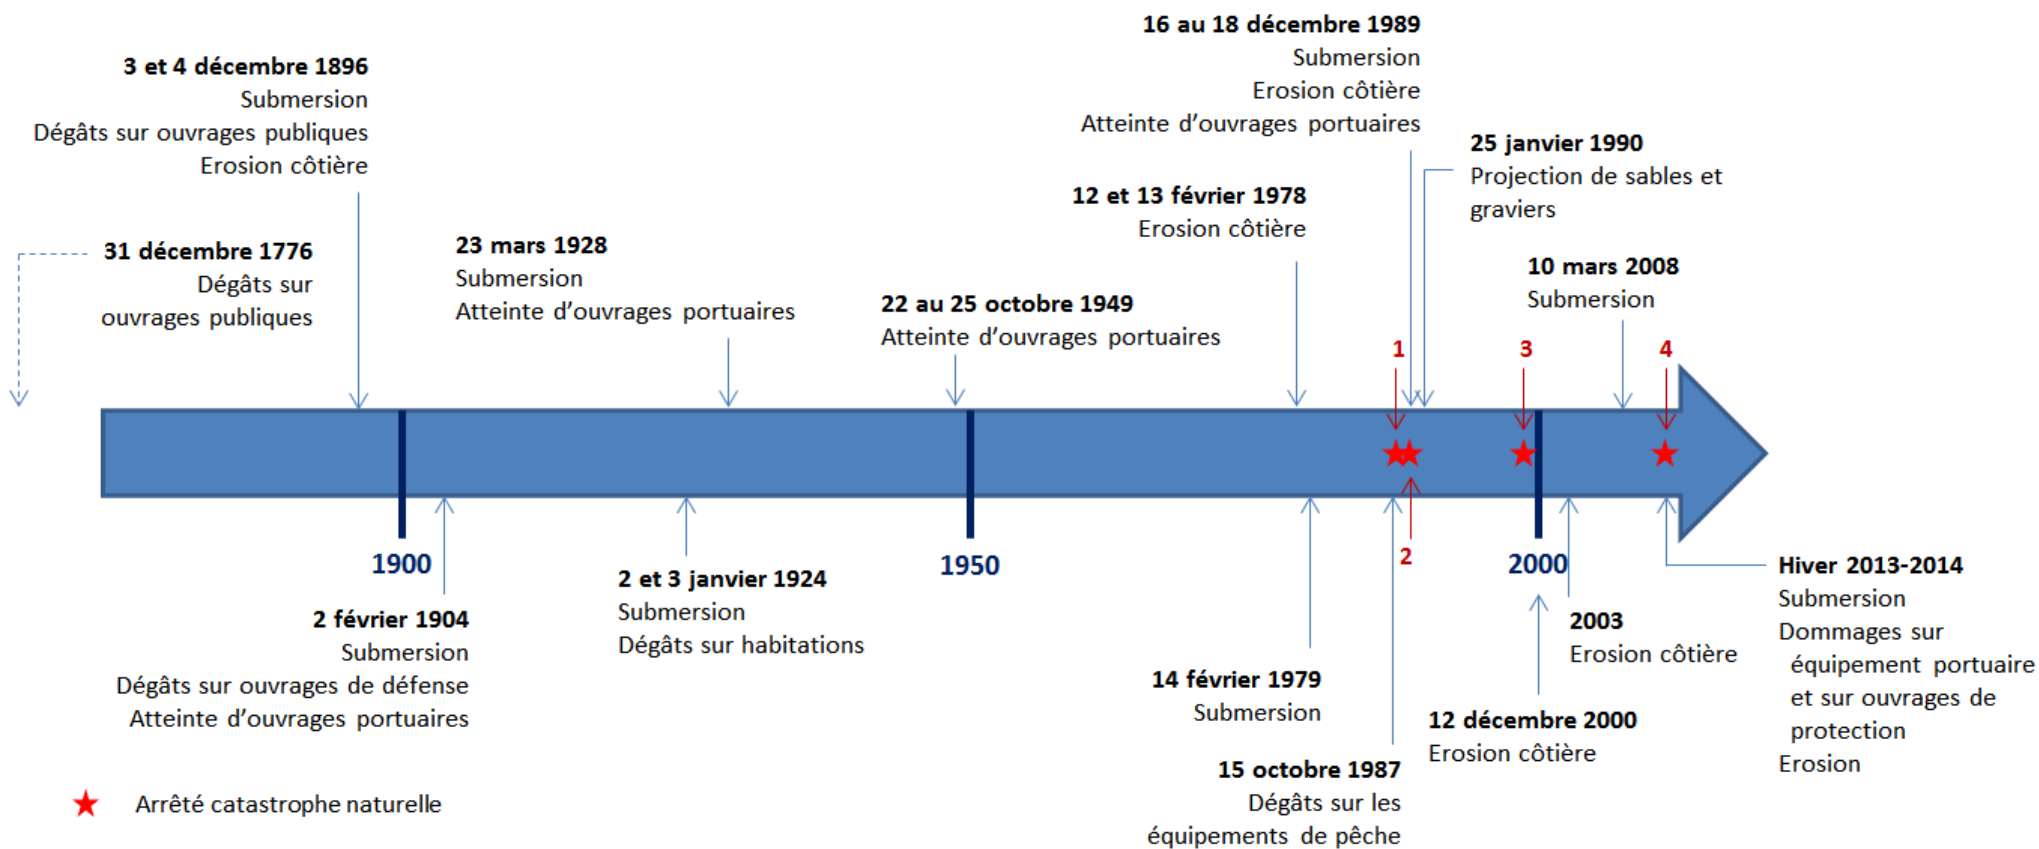 16 au 18 décembre 1989
Submersion
Erosion côtière
Atteinte d'ouvrages portuaires
3 et 4 décembre 1896
Submersion
Dégâts sur ouvrages publiques
Erosion côtière
25 janvier 1990
Projection de sables et
graviers
12 et 13 février 1978
Erosion côtière
31 décembre 1776
Dégâts sur
ouvrages publiques
23 mars 1928
Submersion
Atteinte d'ouvrages portuaires
22 au 25 octobre 1949
Atteinte d'ouvrages portuaires
10 mars 2008
Submersion
1
3
4
2
1900
1950
2000
2 février 1904
Submersion
Dégâts sur ouvrages de défense
Atteinte d'ouvrages portuaires
2 et 3 janvier 1924
Submersion
Dégâts sur habitations
14 février 1979
Submersion
15 octobre 1987
Dégâts sur les
équipements de pêche
12 décembre 2000
Erosion côtière
2003
Erosion côtière
Hiver 2013-2014
Submersion
Dommages sur
équipement portuaire
et sur ouvrages de
protection
Erosion
Arrêté catastrophe naturelle